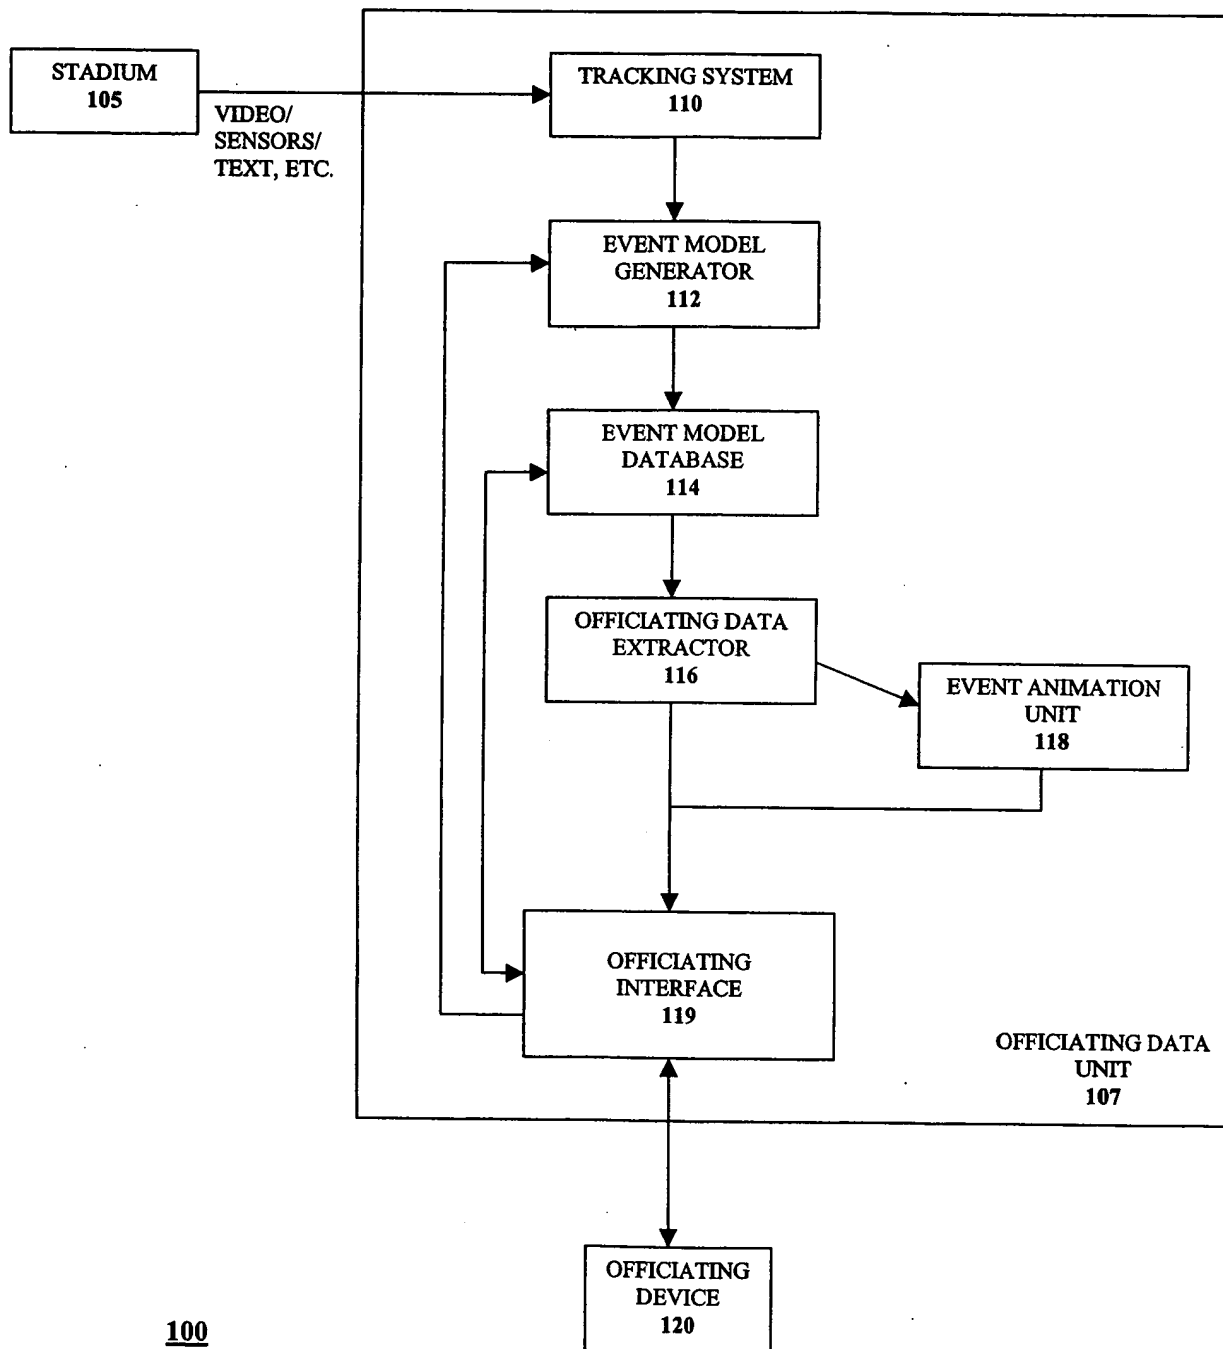 STADIUM
105
VIDEO/
SENSORS/
TEXT, ETC.
TRACKING SYSTEM
110
EVENT MODEL
GENERATOR
112
EVENT MODEL
DATABASE
114
OFFICIATING DATA
EXTRACTOR
116
EVENT ANIMATION
UNIT
118
OFFICIATING
INTERFACE
119
OFFICIATING DATA
UNIT
107
OFFICIATING
DEVICE
120
100